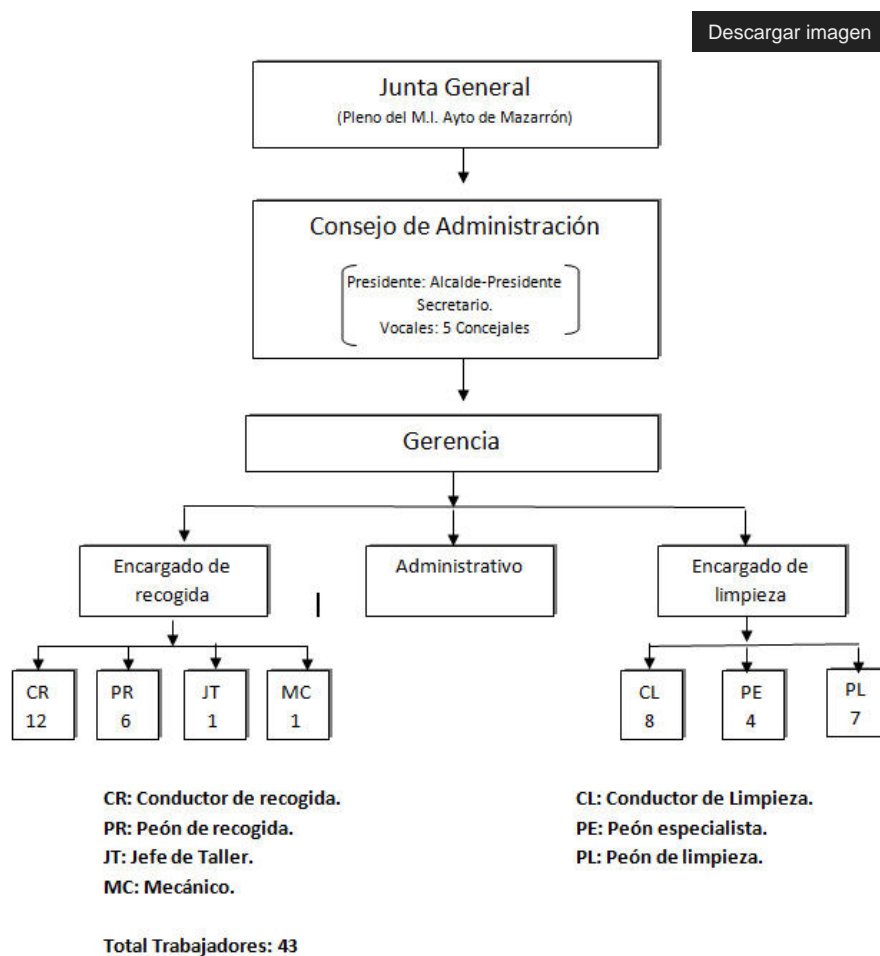 Descargar imagen
Junta General
(Pleno del M.I. Ayto de Mazarrón)
Consejo de Administración
Presidente: Alcalde-Presidente
Secretario.
Vocales: 5 Concejales
Gerencia
Encargado de
recogida
Administrativo
Encargado de
limpieza
CR
12
PR
6
JT
1
MC
1
CL
8
PE
4
PL
7
CR: Conductor de recogida.
PR: Peón de recogida.
JT: Jefe de Taller.
MC: Mecánico.
CL: Conductor de Limpieza.
PE: Peón especialista.
PL: Peón de limpieza.
Total Trabajadores: 43